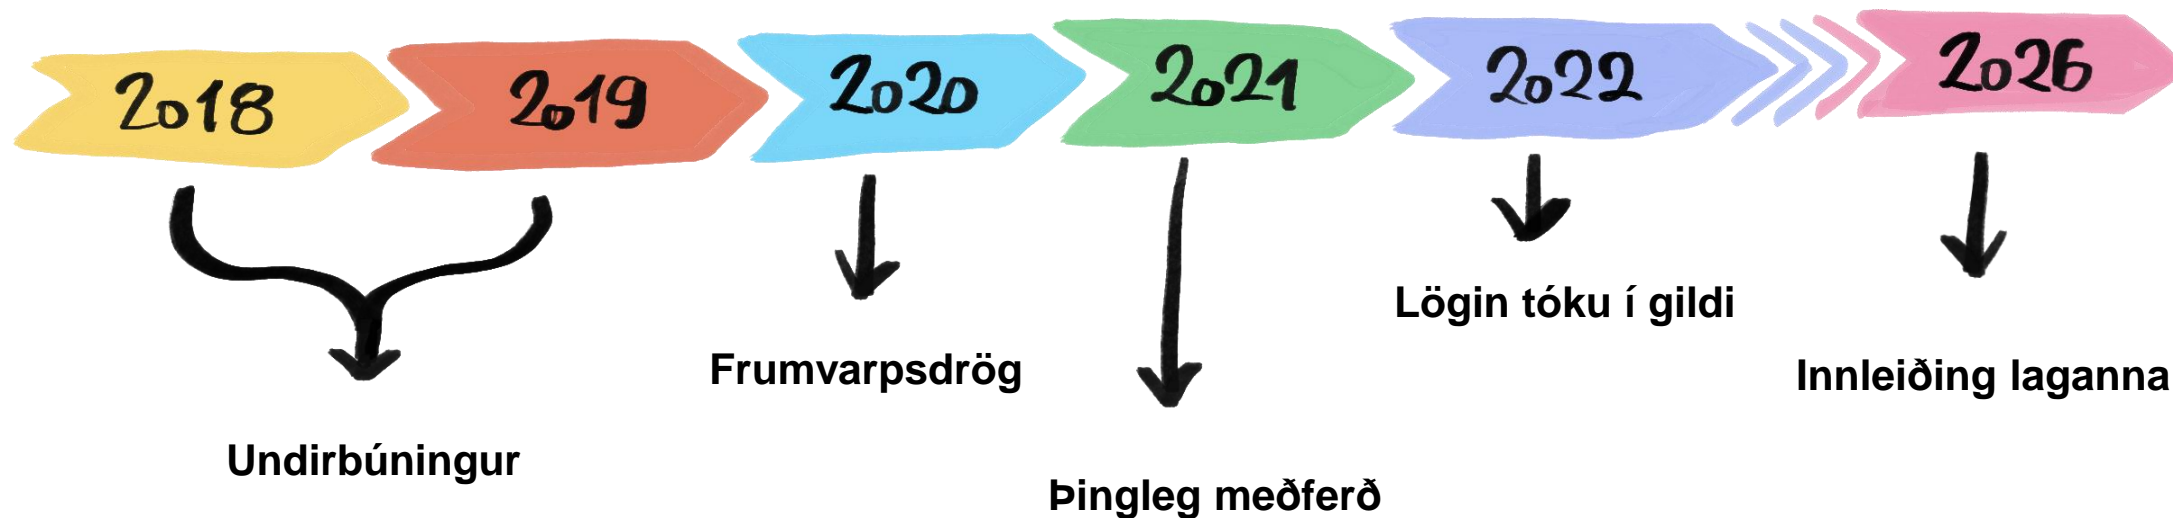 2018
2019
2020
2021
2022
2026
Lögin tóku í gildi
Frumvarpsdrög
Innleiðing laganna
Undirbúningur
Þingleg meðferð